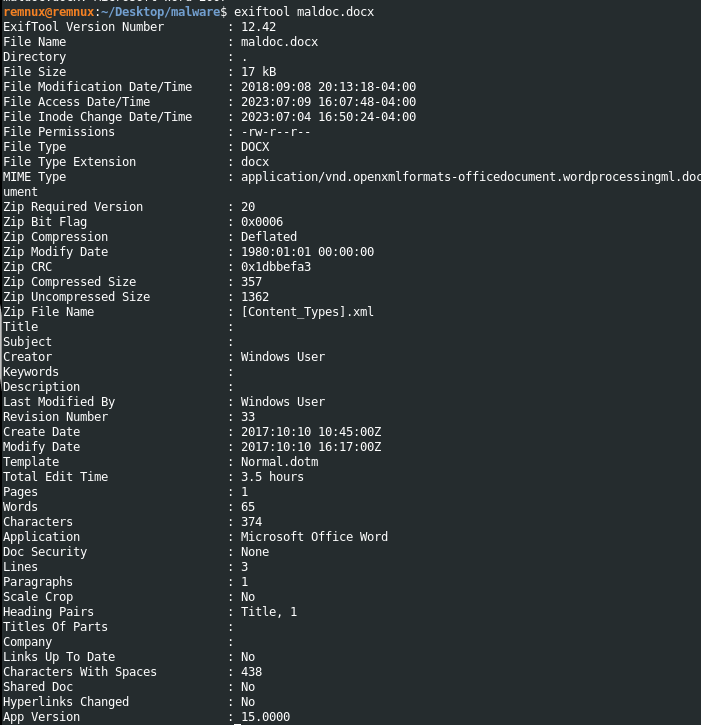 remnux@remnux:~/Desktop/malware$ exiftool maldoc.docx
ExifTool Version Number : 12.42
File Name : maldoc.docx
Directory : .
File Size : 17 kB
File Modification Date/Time : 2018:09:08 20:13:18-04:00
File Access Date/Time : 2023:07:09 16:07:48-04:00
File Inode Change Date/Time : 2023:07:04 16:50:24-04:00
File Permissions : -rw-r--r--
File Type : DOCX
File Type Extension : docx
MIME Type : application/vnd.openxmlformats-officedocument.wordprocessingml.doc
ument
Zip Required Version : 20
Zip Bit Flag : 0x0006
Zip Compression : Deflated
Zip Modify Date : 1980:01:01 00:00:00
Zip CRC : 0x1dbbefa3
Zip Compressed Size : 357
Zip Uncompressed Size : 1362
Zip File Name : [Content_Types].xml
Title :
Subject :
Creator : Windows User
Keywords :
Description :
Last Modified By : Windows User
Revision Number : 33
Create Date : 2017:10:10 10:45:00Z
Modify Date : 2017:10:10 16:17:00Z
Template : Normal.dotm
Total Edit Time : 3.5 hours
Pages : 1
Words : 65
Characters : 374
Application : Microsoft Office Word
Doc Security : None
Lines : 3
Paragraphs : 1
Scale Crop : No
Heading Pairs : Title, 1
Titles Of Parts :
Company :
Links Up To Date : No
Characters With Spaces : 438
Shared Doc : No
Hyperlinks Changed : No
App Version : 15.0000